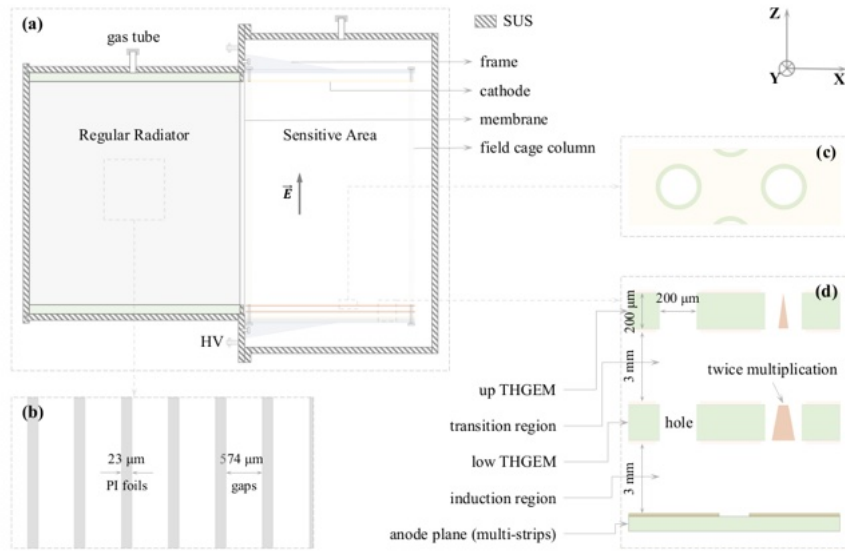 (a)
SUS
gas tube
frame
cathode
membrane
field cage column
Regular Radiator
Sensitive Area
E
HV
Z
Y
X
(c)
(b)
23 μm
PI foils
574 μm
gaps
(d)
200 μm
200 μm
3 mm
twice multiplication
up THGEM
transition region
hole
low THGEM
3 mm
induction region
anode plane (multi-strips)